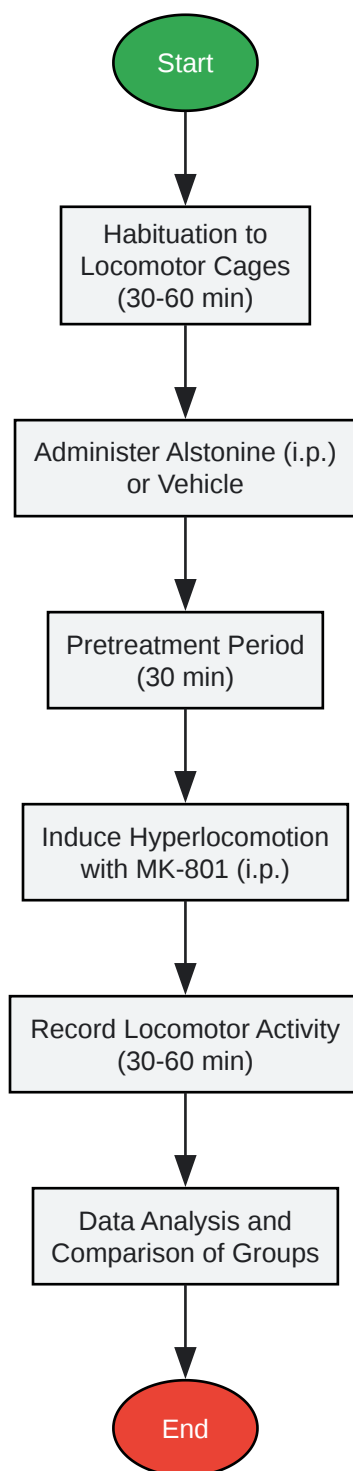 Start
Habituation to
Locomotor Cages
(30-60 min)
Administer Alstonine (i.p.)
or Vehicle
Pretreatment Period
(30 min)
Induce Hyperlocomotion
with MK-801 (i.p.)
Record Locomotor Activity
(30-60 min)
Data Analysis and
Comparison of Groups
End